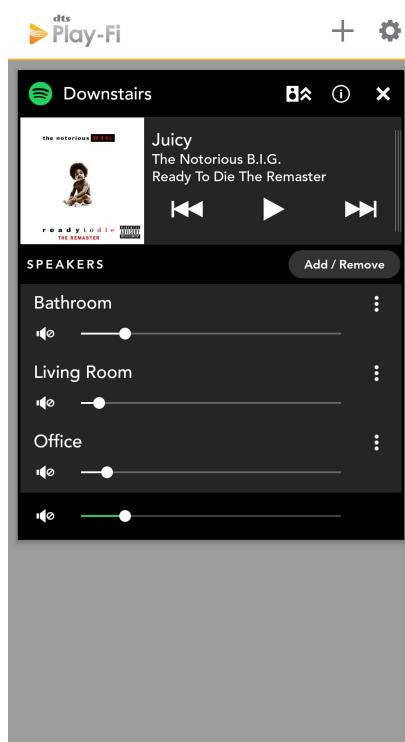 dts
Play-Fi
Downstairs
the notorious B.I.G.
ready to die
THE REMASTER
Juicy
The Notorious B.I.G.
Ready To Die The Remaster
SPEAKERS
Add / Remove
Bathroom
Living Room
Office